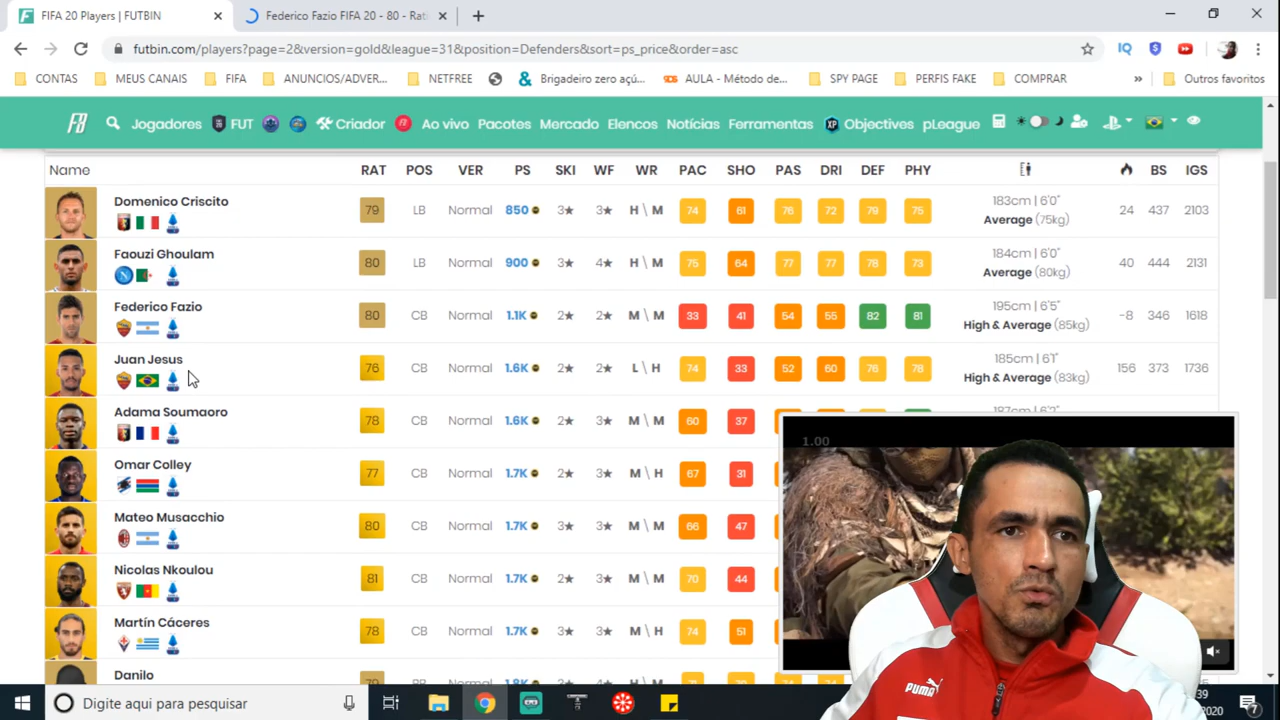 FIFA 20 Players | FUTBIN
Federico Fazio FIFA 20 - 80 - Rati
futbin.com/players?page=2&version=gold&league=31&position=Defenders&sort=ps_price&order=asc
CONTAS MEUS CANAIS FIFA ANUNCIOS/ADVER... NETFREE Brigadeiro zero açú... AULA - Método de... SPY PAGE PERFIS FAKE COMPRAR » Outros favoritos
Jogadores FUT Criador Ao vivo Pacotes Mercado Elencos Notícias Ferramentas XP Objectives pLeague
Name RAT POS VER PS SKI WF WR PAC SHO PAS DRI DEF PHY BS IGS
Domenico Criscito 79 LB Normal 850 3★ 3★ H \ M 74 61 76 72 79 75 183cm | 6'0" 24 437 2103
Average (75kg)
Faouzi Ghoulam 80 LB Normal 900 3★ 4★ H \ M 75 64 77 77 78 73 184cm | 6'0" 40 444 2131
Average (80kg)
Federico Fazio 80 CB Normal 1.1K 2★ 2★ M \ M 33 41 54 55 82 81 195cm | 6'5" -8 346 1618
High & Average (85kg)
Juan Jesus 76 CB Normal 1.6K 2★ 2★ L \ H 74 33 52 60 76 78 185cm | 6'1" 156 373 1736
High & Average (83kg)
Adama Soumaoro 78 CB Normal 1.6K 2★ 3★ M \ M 60 37 187cm | 6'2"
Omar Colley 77 CB Normal 1.7K 2★ 3★ M \ M 67 31
Mateo Musacchio 80 CB Normal 1.7K 2★ 3★ M \ M 66 47
Nicolas Nkoulou 81 CB Normal 1.7K 2★ 3★ M \ M 70 44
Martín Cáceres 78 CB Normal 1.7K 3★ 3★ M \ H 74 51
Danilo
1.00
PUMA
Digite aqui para pesquisar
39
2020
7